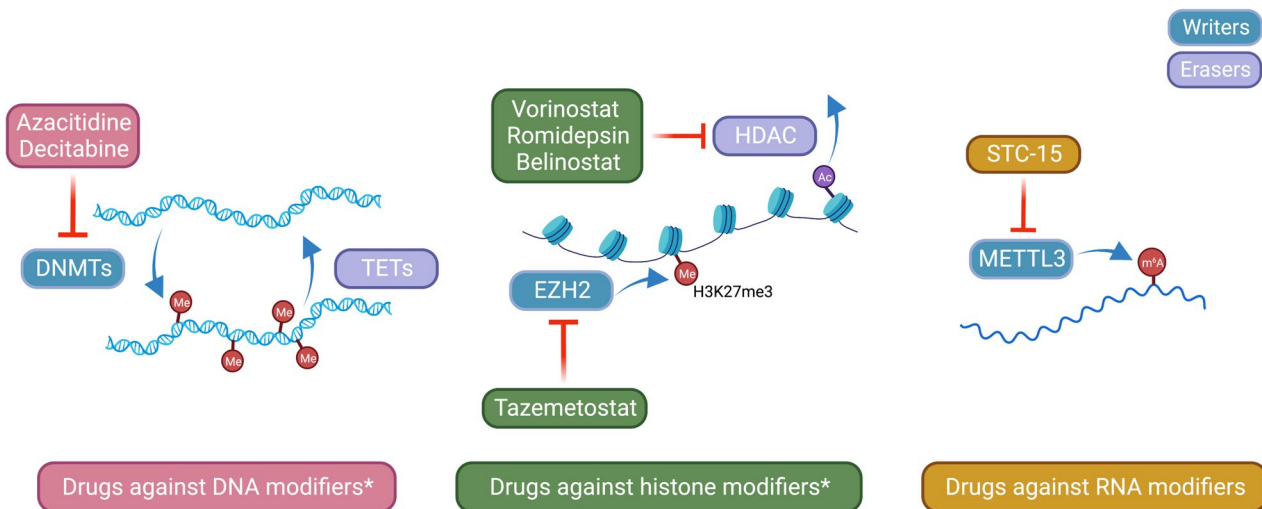 Writers
Erasers
Azacitidine
Decitabine
DNMTs
TETs
Me
Me
Me
Me
Vorinostat
Romidepsin
Belinostat
HDAC
Ac
EZH2
Me
H3K27me3
Tazemetostat
STC-15
METTL3
m⁶A
Drugs against DNA modifiers*
Drugs against histone modifiers*
Drugs against RNA modifiers